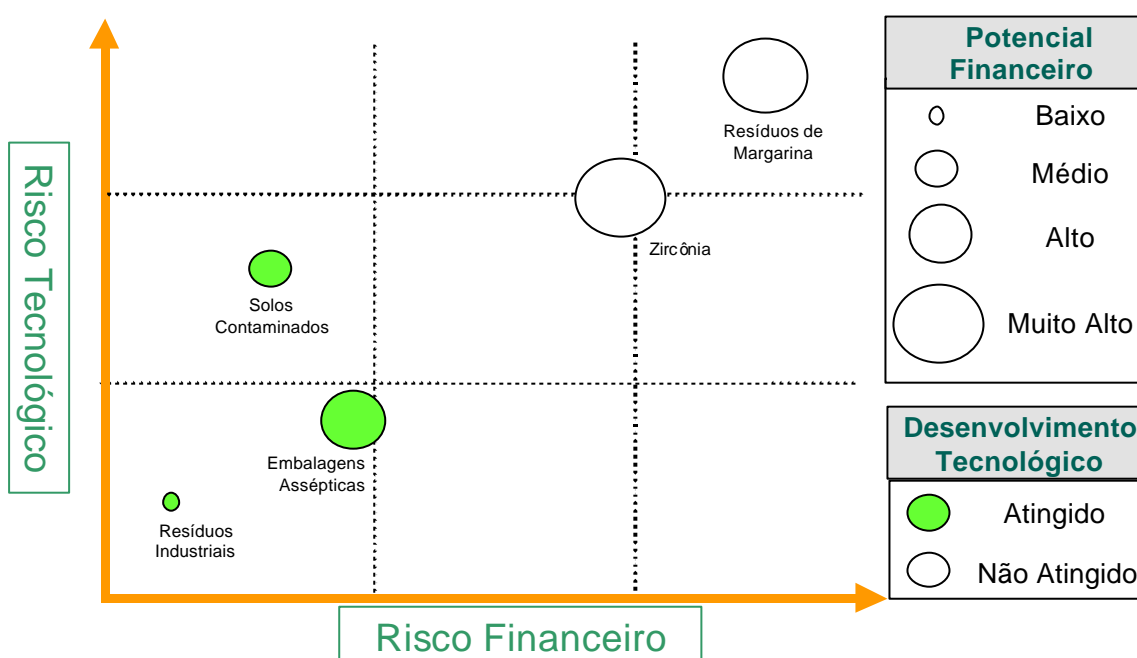 Risco Tecnológico
Resíduos de
Margarina
Zircônia
Solos
Contaminados
Embalagens
Assépticas
Resíduos
Industriais
Risco Financeiro
Potencial
Financeiro
Baixo
Médio
Alto
Muito Alto
Desenvolvimento
Tecnológico
Atingido
Não Atingido